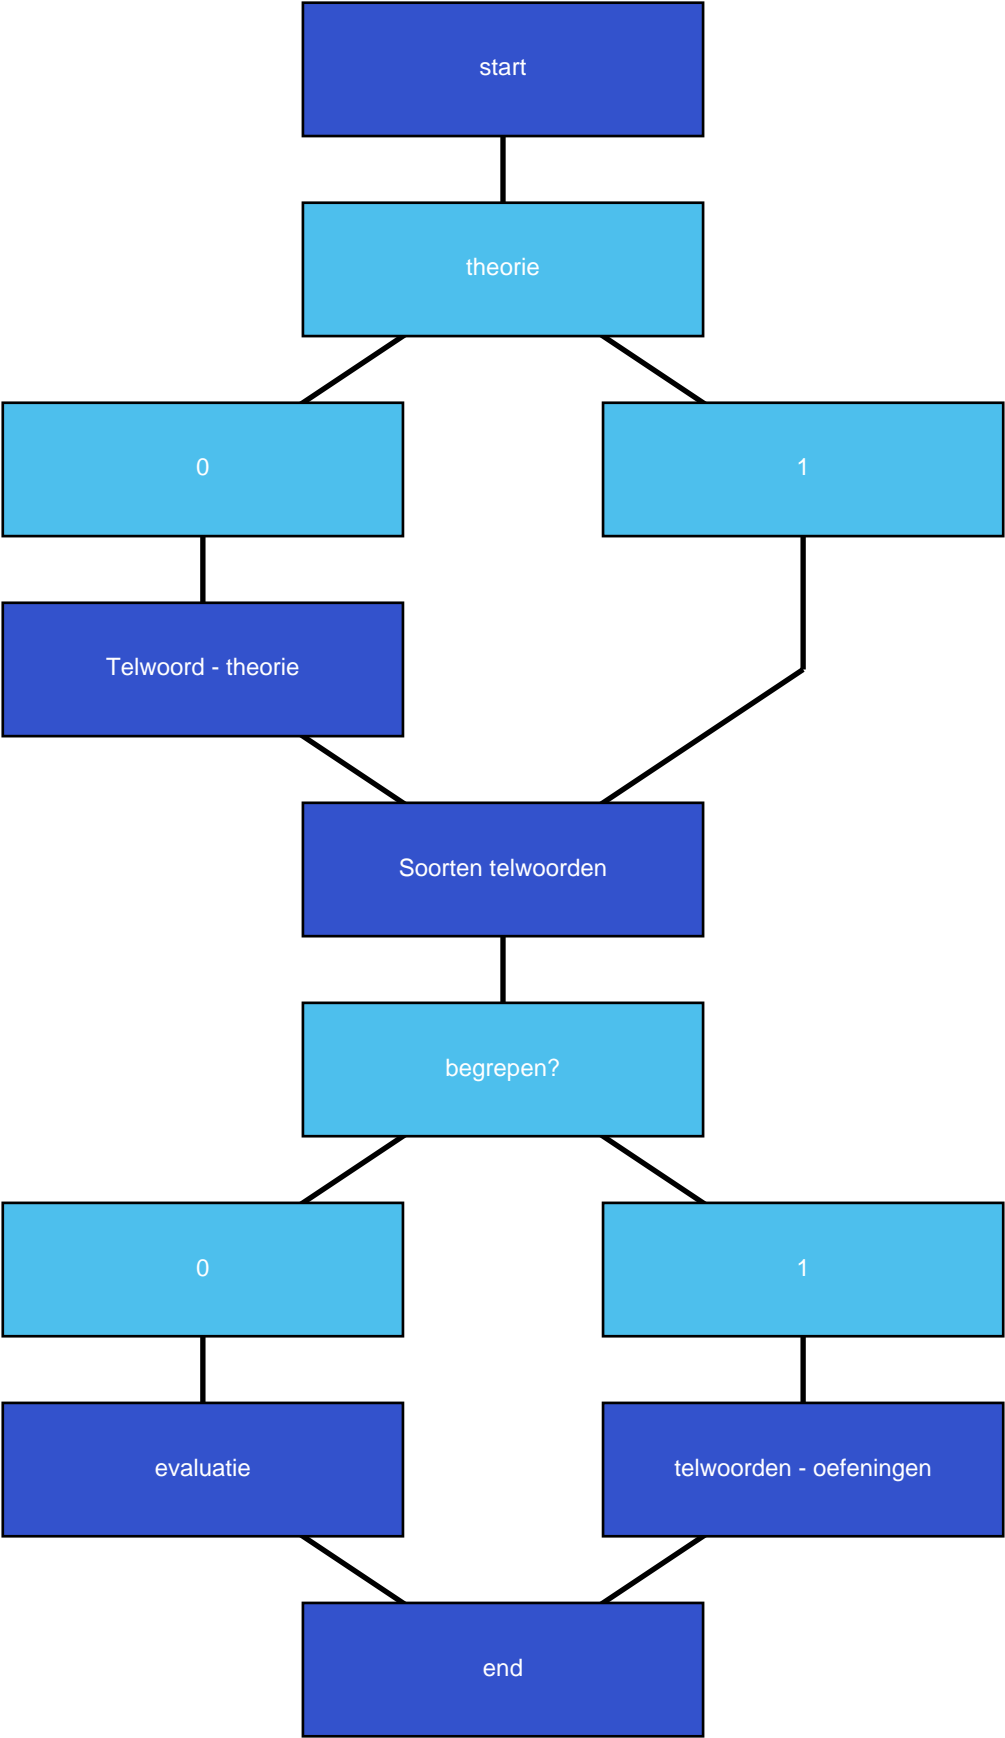 start
theorie
0
1
Telwoord - theorie
Soorten telwoorden
begrepen?
0
1
evaluatie
telwoorden - oefeningen
end